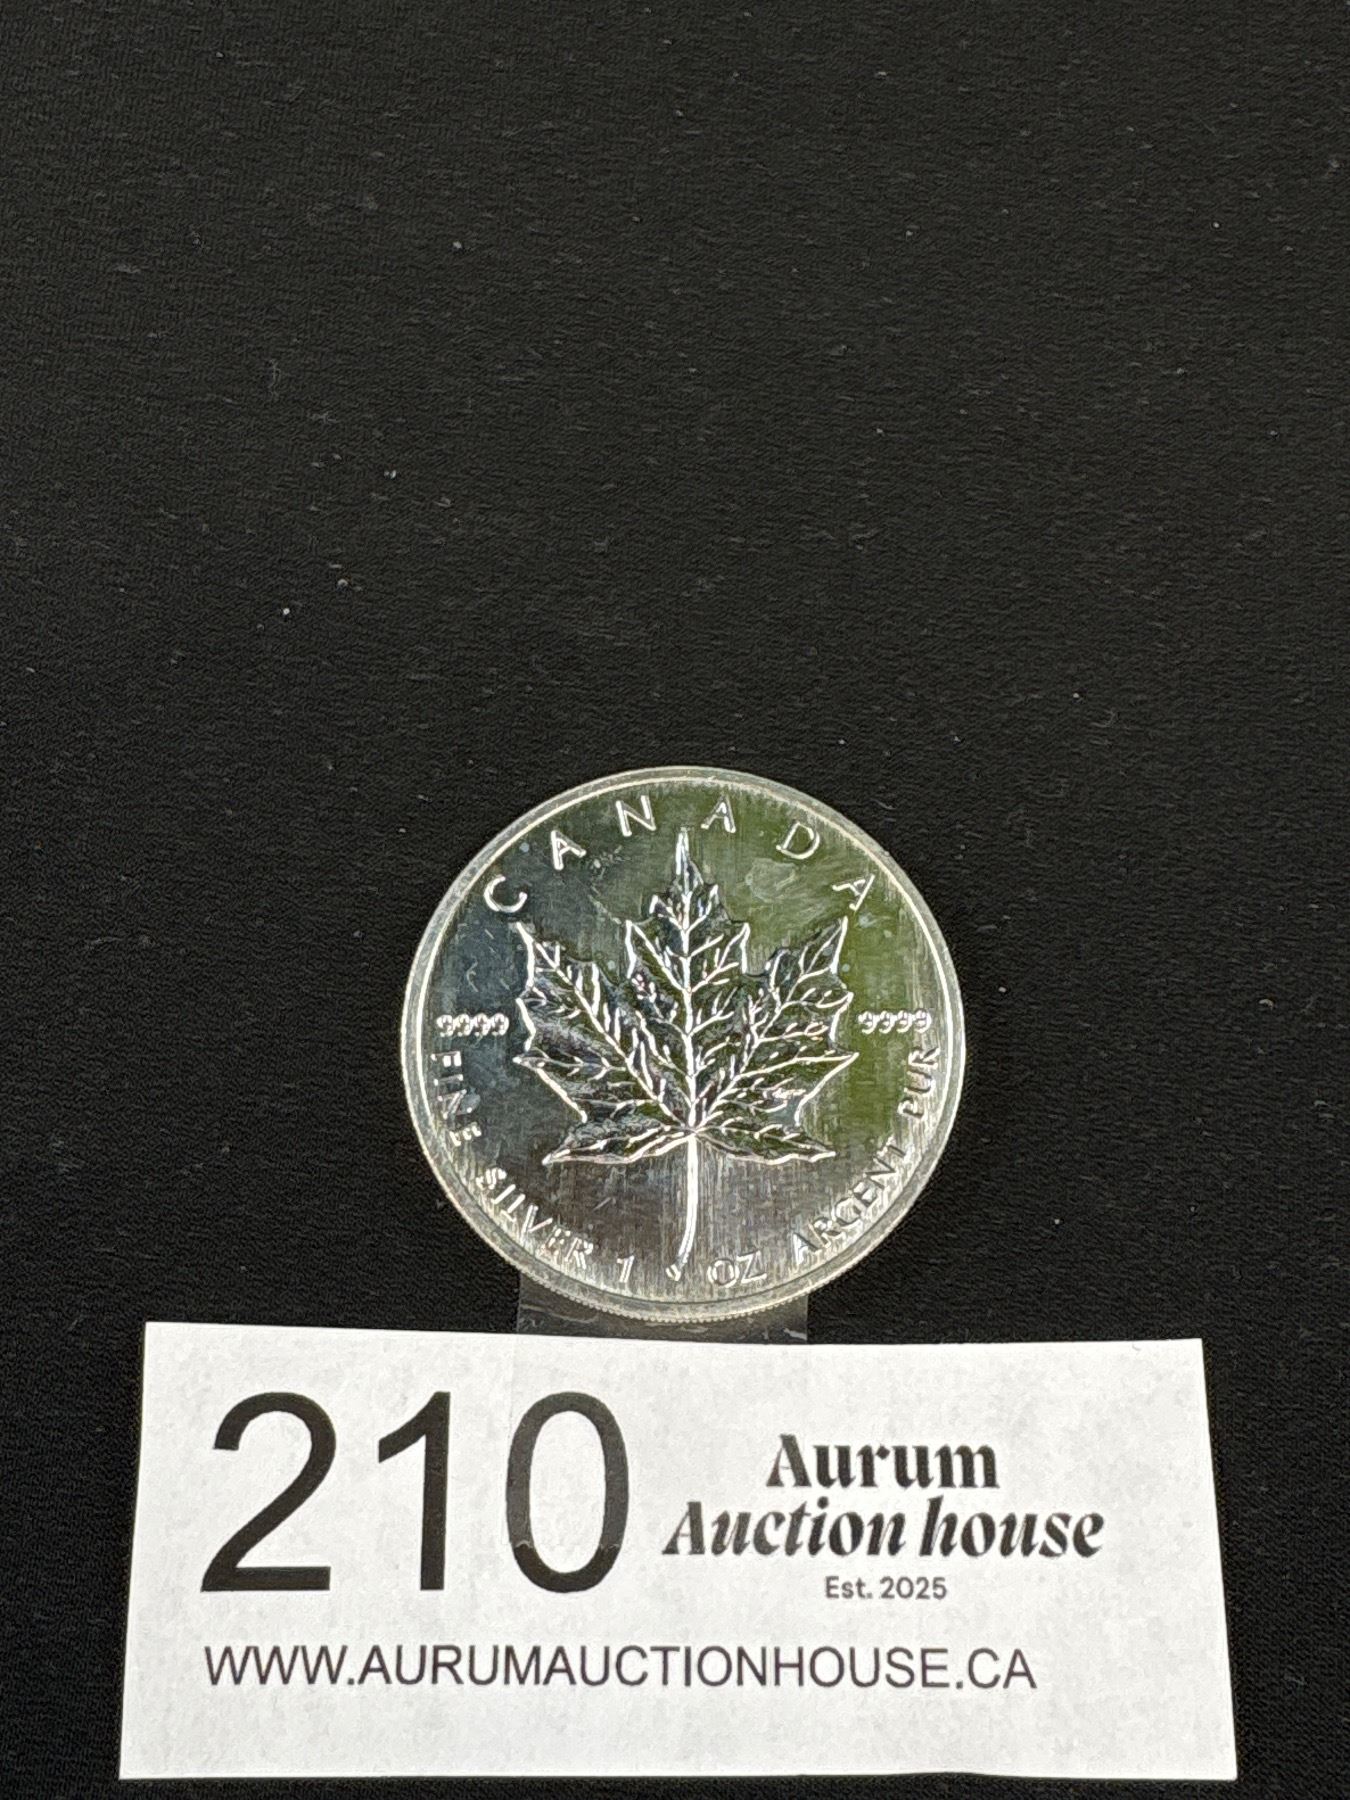 CANADA
9999 9999
FINE SILVER 1 OZ ARGENT PUR
210
Aurum
Auction house
Est. 2025
WWW.AURUMAUCTIONHOUSE.CA